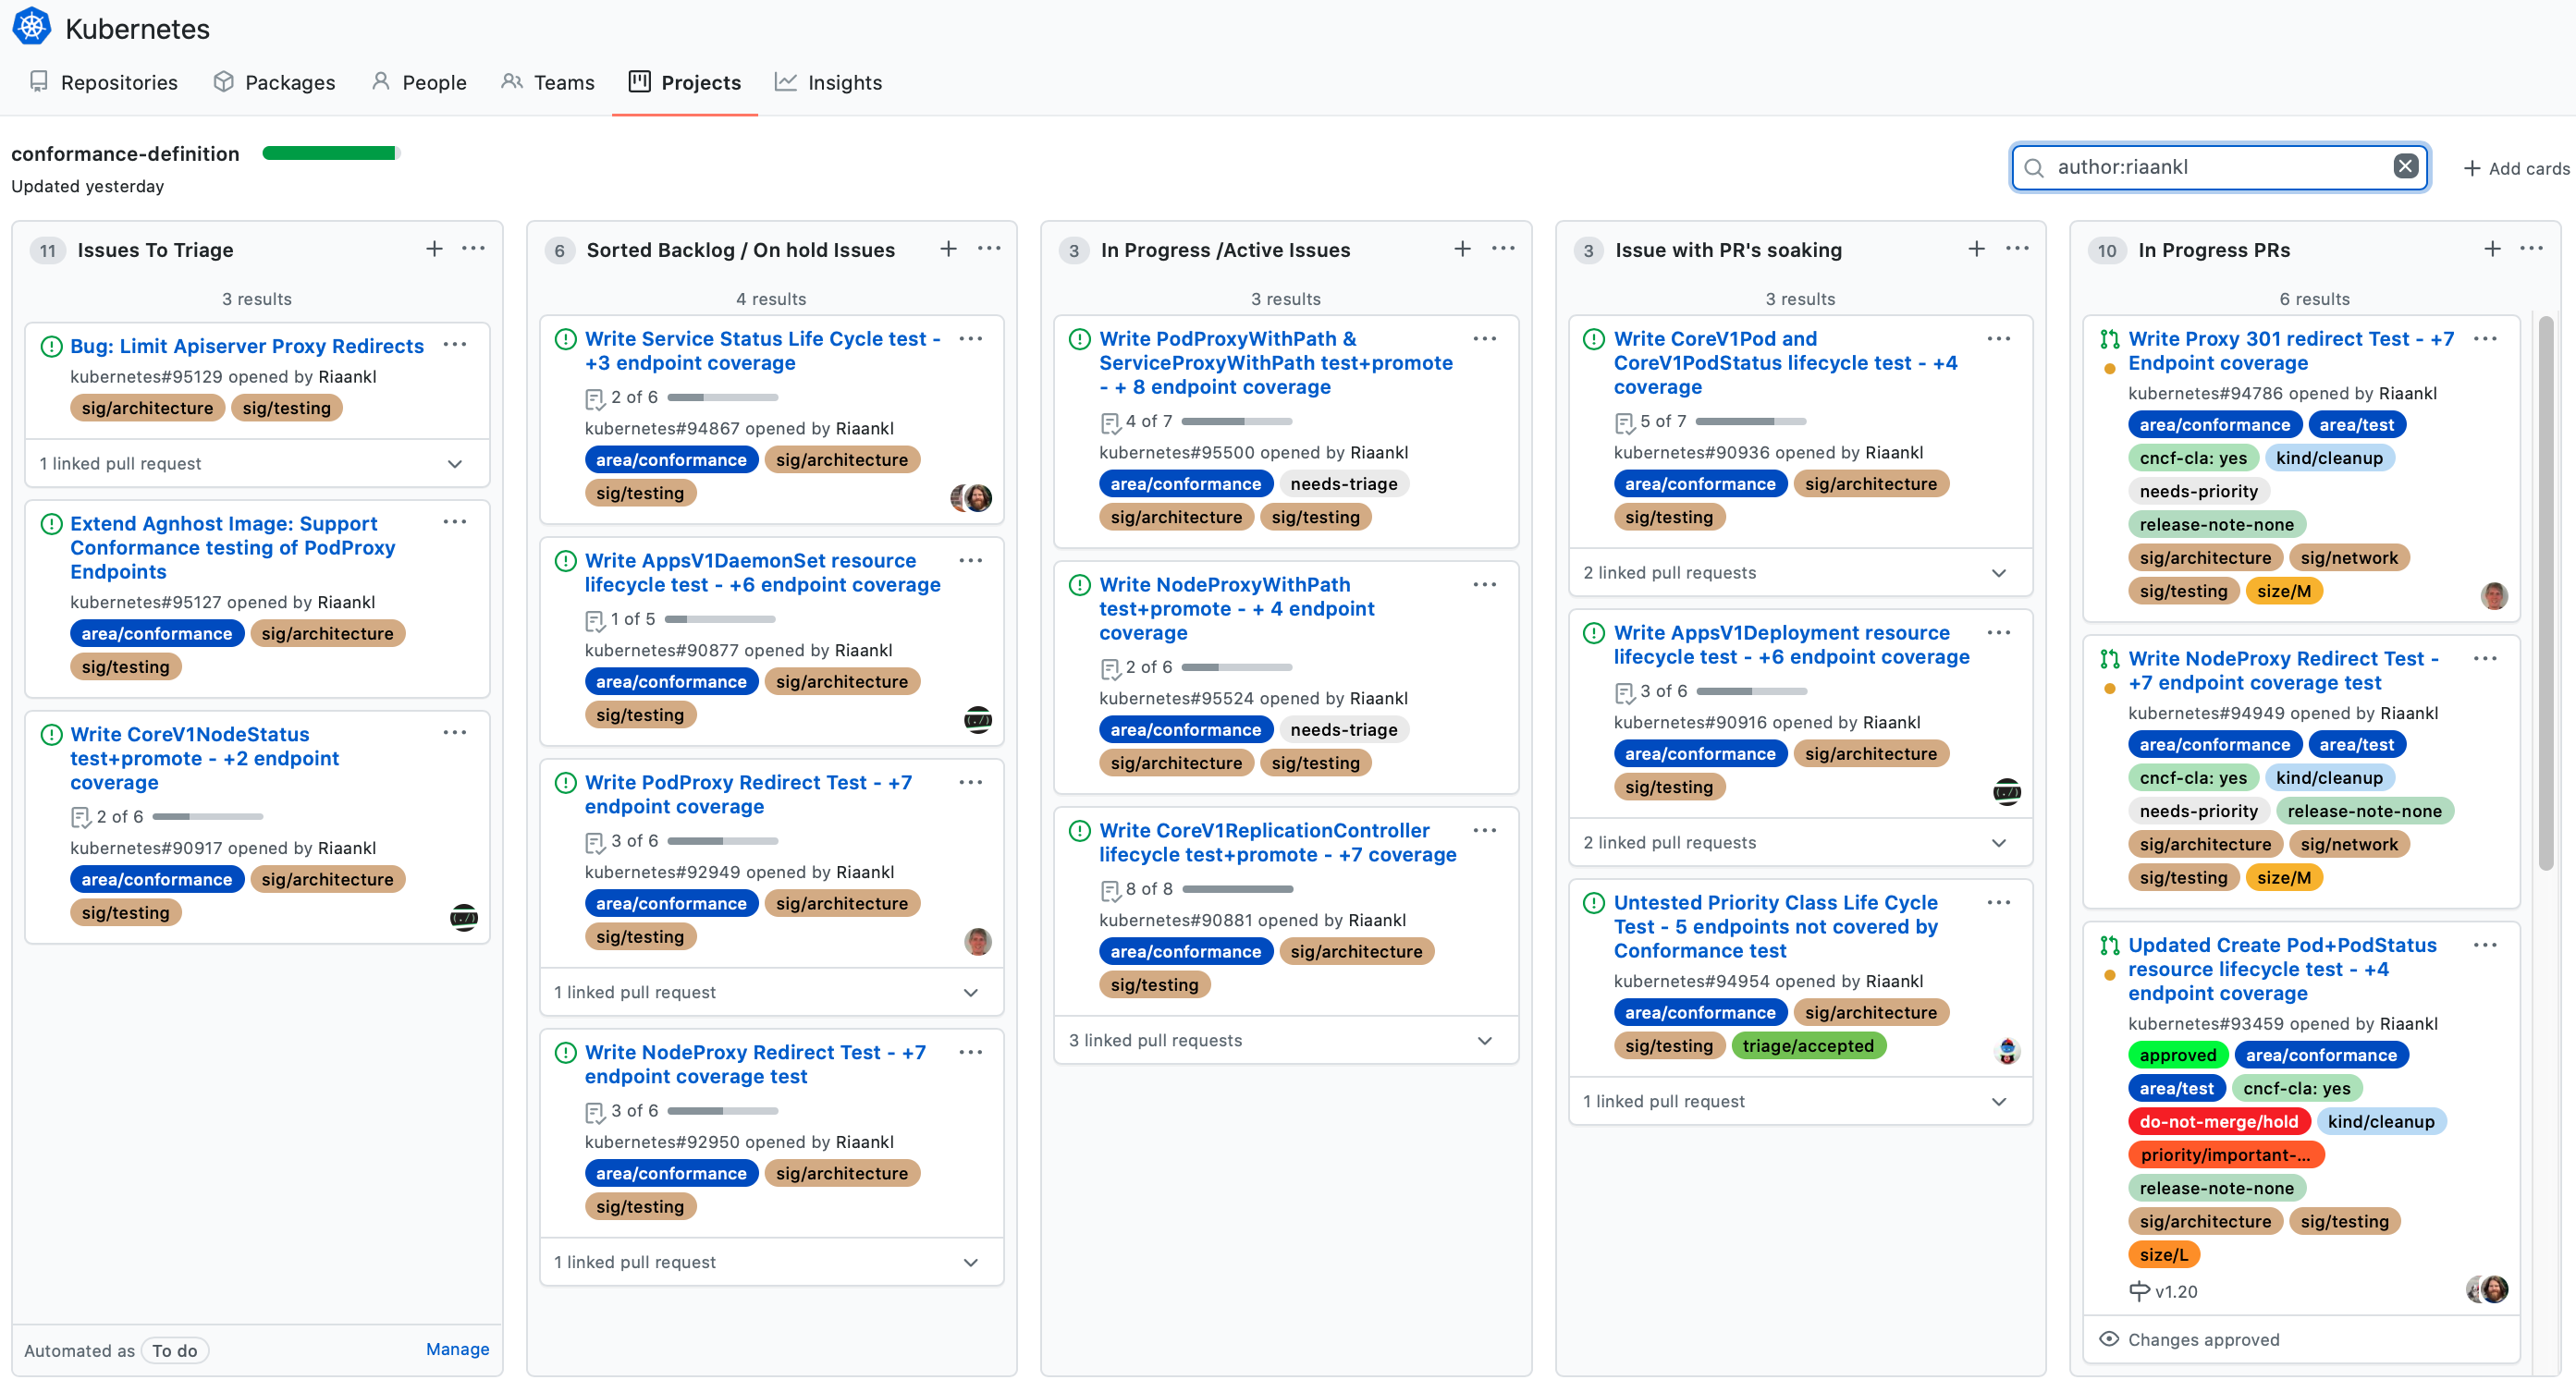 Kubernetes
Repositories
Packages
People
Teams
Projects
Insights
conformance-definition
Updated yesterday
author:riaankl
Add cards
11 Issues To Triage
3 results
Bug: Limit Apiserver Proxy Redirects
kubernetes#95129 opened by Riaankl
sig/architecture sig/testing
1 linked pull request
Extend Agnhost Image: Support
Conformance testing of PodProxy
Endpoints
kubernetes#95127 opened by Riaankl
area/conformance sig/architecture
sig/testing
Write CoreV1NodeStatus
test+promote - +2 endpoint
coverage
2 of 6
kubernetes#90917 opened by Riaankl
area/conformance sig/architecture
sig/testing
Automated as To do
Manage
6 Sorted Backlog / On hold Issues
4 results
Write Service Status Life Cycle test -
+3 endpoint coverage
2 of 6
kubernetes#94867 opened by Riaankl
area/conformance sig/architecture
sig/testing
Write AppsV1DaemonSet resource
lifecycle test - +6 endpoint coverage
1 of 5
kubernetes#90877 opened by Riaankl
area/conformance sig/architecture
sig/testing
Write PodProxy Redirect Test - +7
endpoint coverage
3 of 6
kubernetes#92949 opened by Riaankl
area/conformance sig/architecture
sig/testing
1 linked pull request
Write NodeProxy Redirect Test - +7
endpoint coverage test
3 of 6
kubernetes#92950 opened by Riaankl
area/conformance sig/architecture
sig/testing
1 linked pull request
3 In Progress /Active Issues
3 results
Write PodProxyWithPath &
ServiceProxyWithPath test+promote
- + 8 endpoint coverage
4 of 7
kubernetes#95500 opened by Riaankl
area/conformance needs-triage
sig/architecture sig/testing
Write NodeProxyWithPath
test+promote - + 4 endpoint
coverage
2 of 6
kubernetes#95524 opened by Riaankl
area/conformance needs-triage
sig/architecture sig/testing
Write CoreV1ReplicationController
lifecycle test+promote - +7 coverage
8 of 8
kubernetes#90881 opened by Riaankl
area/conformance sig/architecture
sig/testing
3 linked pull requests
3 Issue with PR's soaking
3 results
Write CoreV1Pod and
CoreV1PodStatus lifecycle test - +4
coverage
5 of 7
kubernetes#90936 opened by Riaankl
area/conformance sig/architecture
sig/testing
2 linked pull requests
Write AppsV1Deployment resource
lifecycle test - +6 endpoint coverage
3 of 6
kubernetes#90916 opened by Riaankl
area/conformance sig/architecture
sig/testing
(./)
2 linked pull requests
Untested Priority Class Life Cycle
Test - 5 endpoints not covered by
Conformance test
kubernetes#94954 opened by Riaankl
area/conformance sig/architecture
sig/testing triage/accepted
1 linked pull request
10 In Progress PRs
6 results
Write Proxy 301 redirect Test - +7
Endpoint coverage
kubernetes#94786 opened by Riaankl
area/conformance area/test
cncf-cla: yes kind/cleanup
needs-priority
release-note-none
sig/architecture sig/network
sig/testing size/M
Write NodeProxy Redirect Test -
+7 endpoint coverage test
kubernetes#94949 opened by Riaankl
area/conformance area/test
cncf-cla: yes kind/cleanup
needs-priority release-note-none
sig/architecture sig/network
sig/testing size/M
Updated Create Pod+PodStatus
resource lifecycle test - +4
endpoint coverage
kubernetes#93459 opened by Riaankl
approved area/conformance
area/test cncf-cla: yes
do-not-merge/hold kind/cleanup
priority/important-...
release-note-none
sig/architecture sig/testing
size/L
v1.20
Changes approved